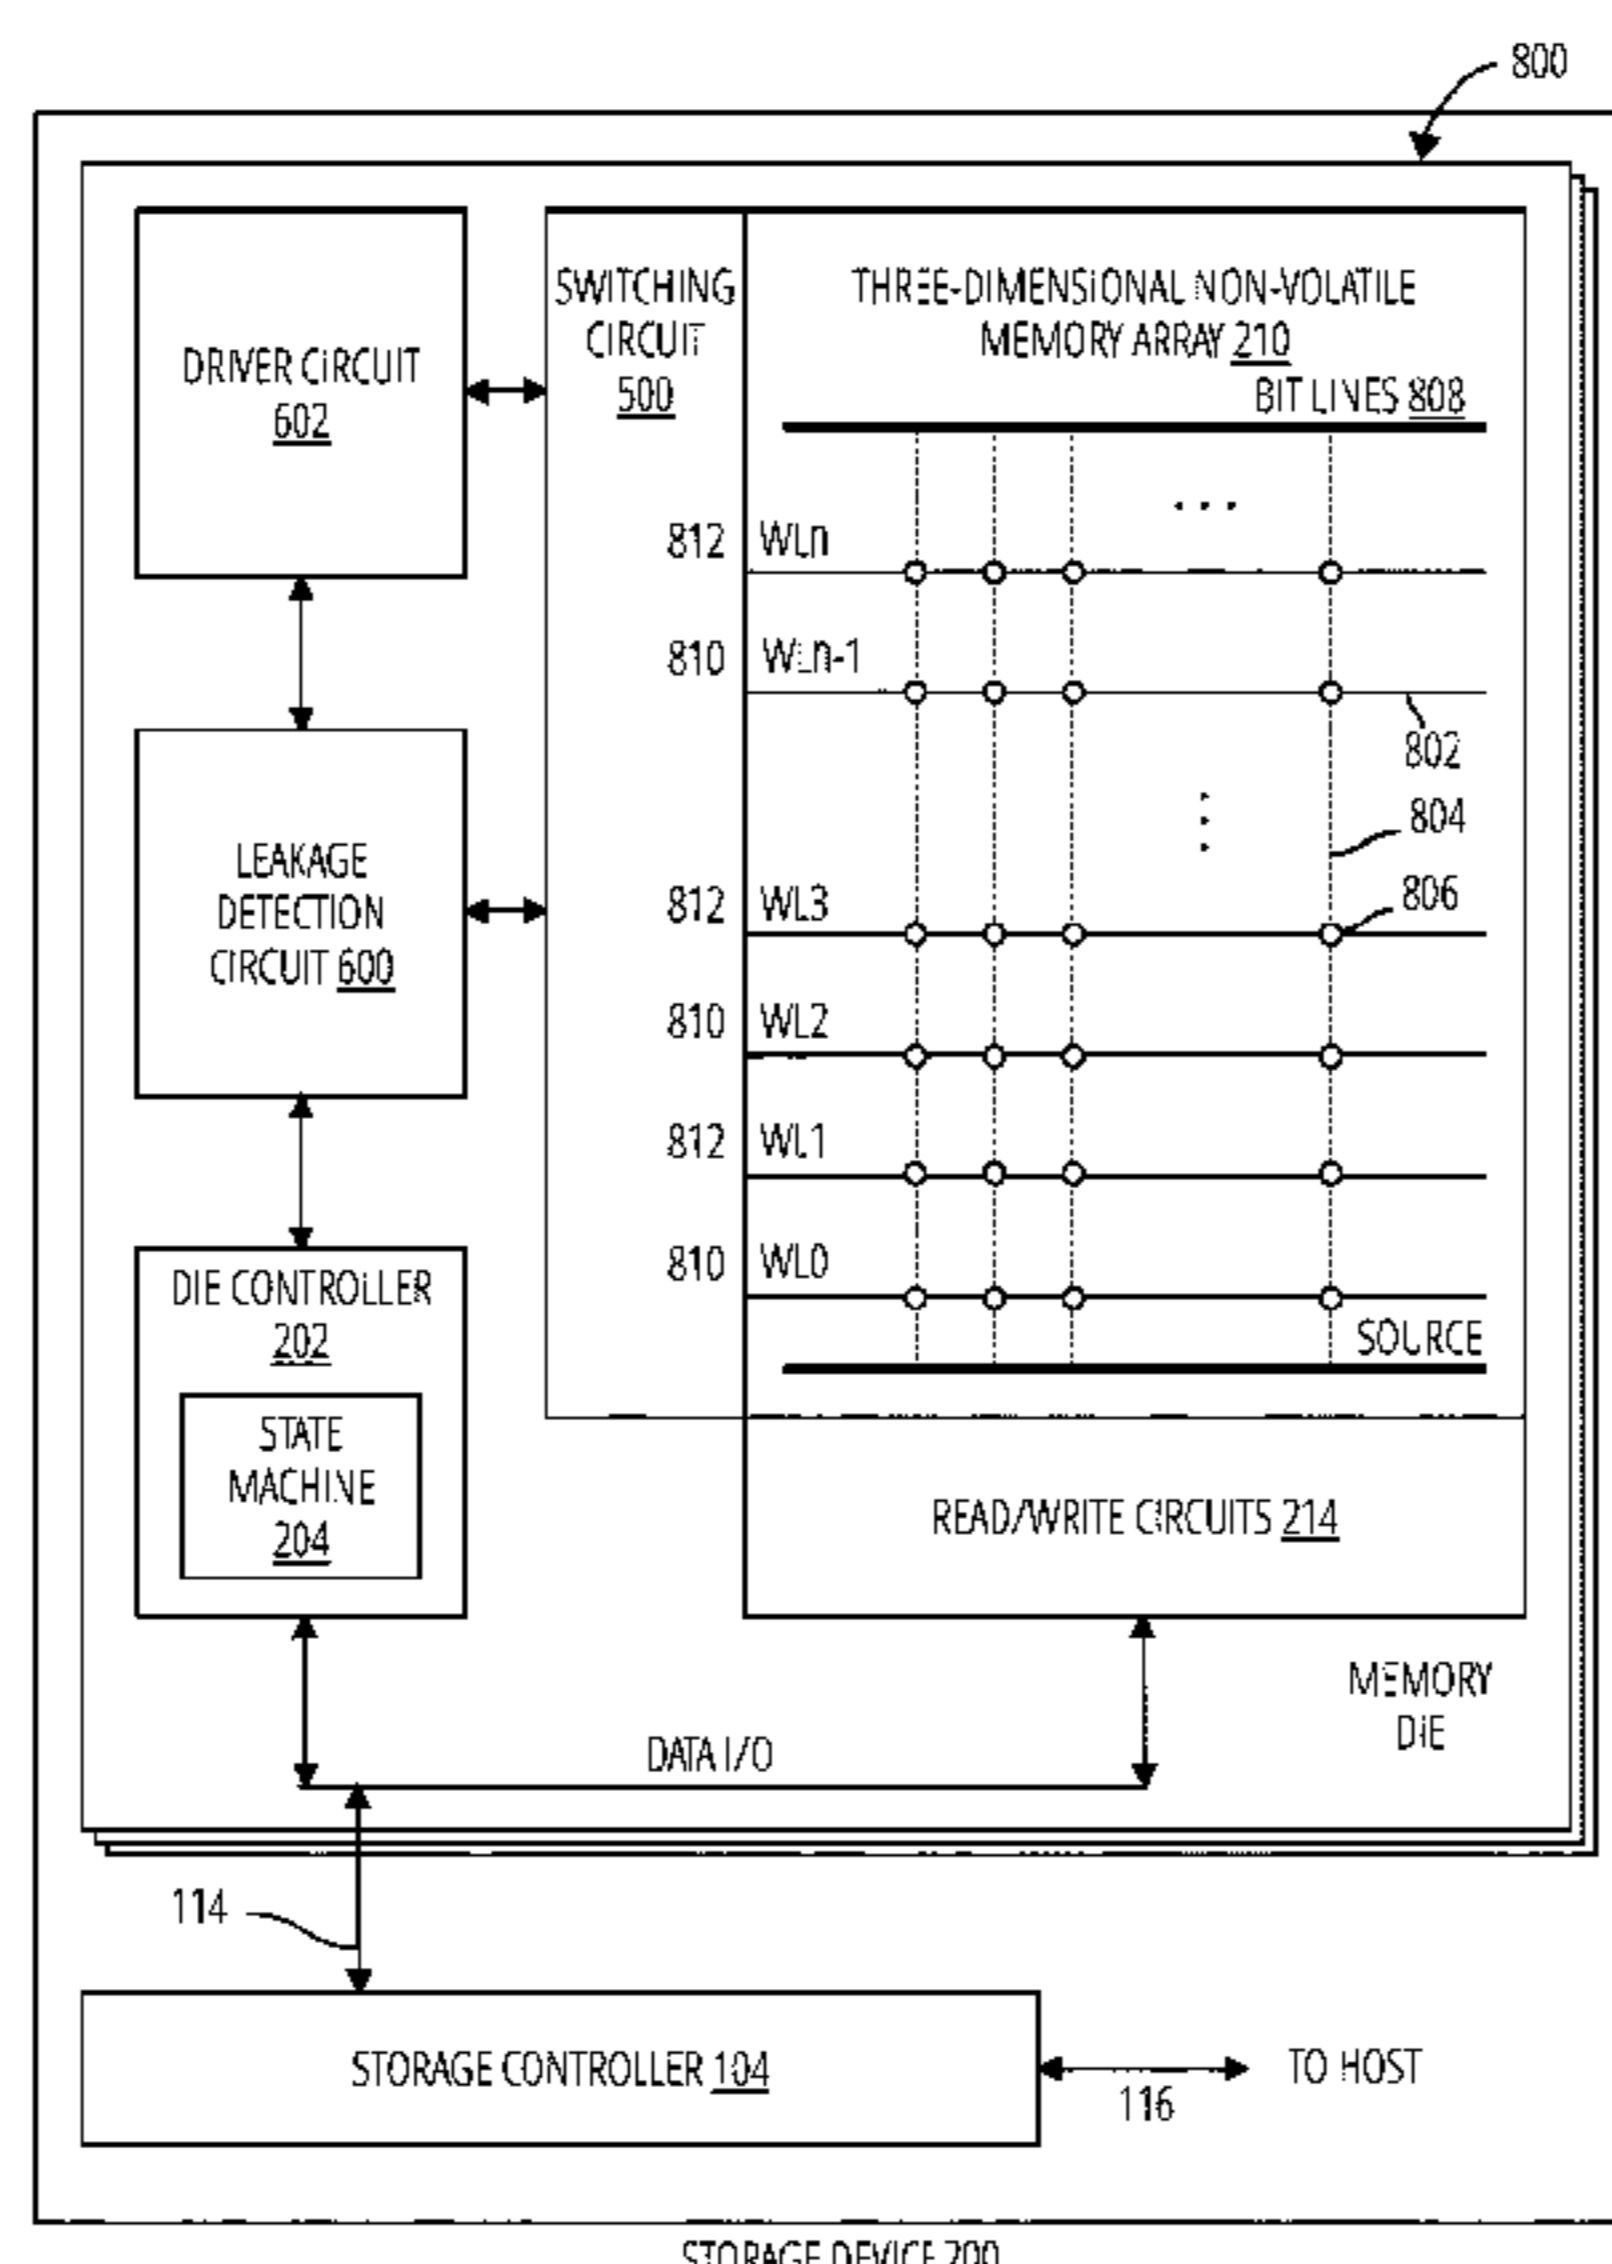 800
SWITCHING
CIRCUIT
500
THREE-DIMENSIONAL NON-VOLATILE
MEMORY ARRAY 210
BIT LINES 808
DRIVER CIRCUIT
602
...
812 WLn
810 WLn-1
802
804
806
LEAKAGE
DETECTION
CIRCUIT 600
812 WL3
810 WL2
812 WL1
810 WL0
SOURCE
DIE CONTROLLER
202
STATE
MACHINE
204
READ/WRITE CIRCUITS 214
MEMORY
DIE
DATA I/O
114
STORAGE CONTROLLER 104
116
TO HOST
STORAGE DEVICE